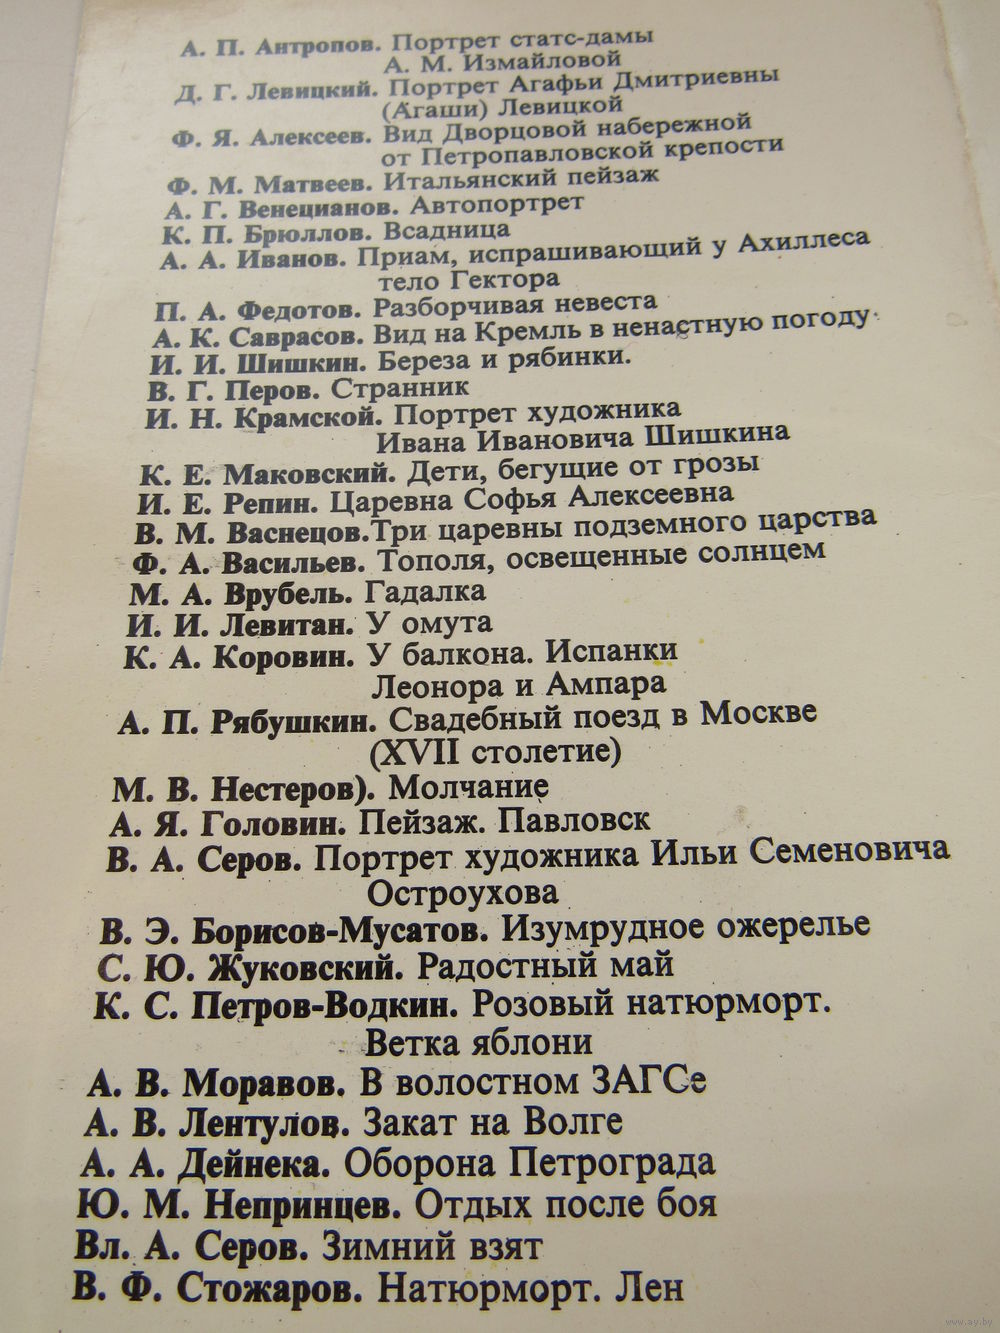 А. П. Антропов. Портрет статс-дамы
А. М. Измайловой
Д. Г. Левицкий. Портрет Агафьи Дмитриевны
(Агаши) Левицкой
Ф. Я. Алексеев. Вид Дворцовой набережной
от Петропавловской крепости
Ф. М. Матвеев. Итальянский пейзаж
А. Г. Венецианов. Автопортрет
К. П. Брюллов. Всадница
А. А. Иванов. Приам, испрашивающий у Ахиллеса
тело Гектора
П. А. Федотов. Разборчивая невеста
А. К. Саврасов. Вид на Кремль в ненастную погоду
И. И. Шишкин. Береза и рябинки.
В. Г. Перов. Странник
И. Н. Крамской. Портрет художника
Ивана Ивановича Шишкина
К. Е. Маковский. Дети, бегущие от грозы
И. Е. Репин. Царевна Софья Алексеевна
В. М. Васнецов.Три царевны подземного царства
Ф. А. Васильев. Тополя, освещенные солнцем
М. А. Врубель. Гадалка
И. И. Левитан. У омута
К. А. Коровин. У балкона. Испанки
Леонора и Ампара
А. П. Рябушкин. Свадебный поезд в Москве
(XVII столетие)
М. В. Нестеров). Молчание
А. Я. Головин. Пейзаж. Павловск
В. А. Серов. Портрет художника Ильи Семеновича
Остроухова
В. Э. Борисов-Мусатов. Изумрудное ожерелье
С. Ю. Жуковский. Радостный май
К. С. Петров-Водкин. Розовый натюрморт.
Ветка яблони
А. В. Моравов. В волостном ЗАГСе
А. В. Лентулов. Закат на Волге
А. А. Дейнека. Оборона Петрограда
Ю. М. Непринцев. Отдых после боя
Вл. А. Серов. Зимний взят
В. Ф. Стожаров. Натюрморт. Лен
www.ay.by